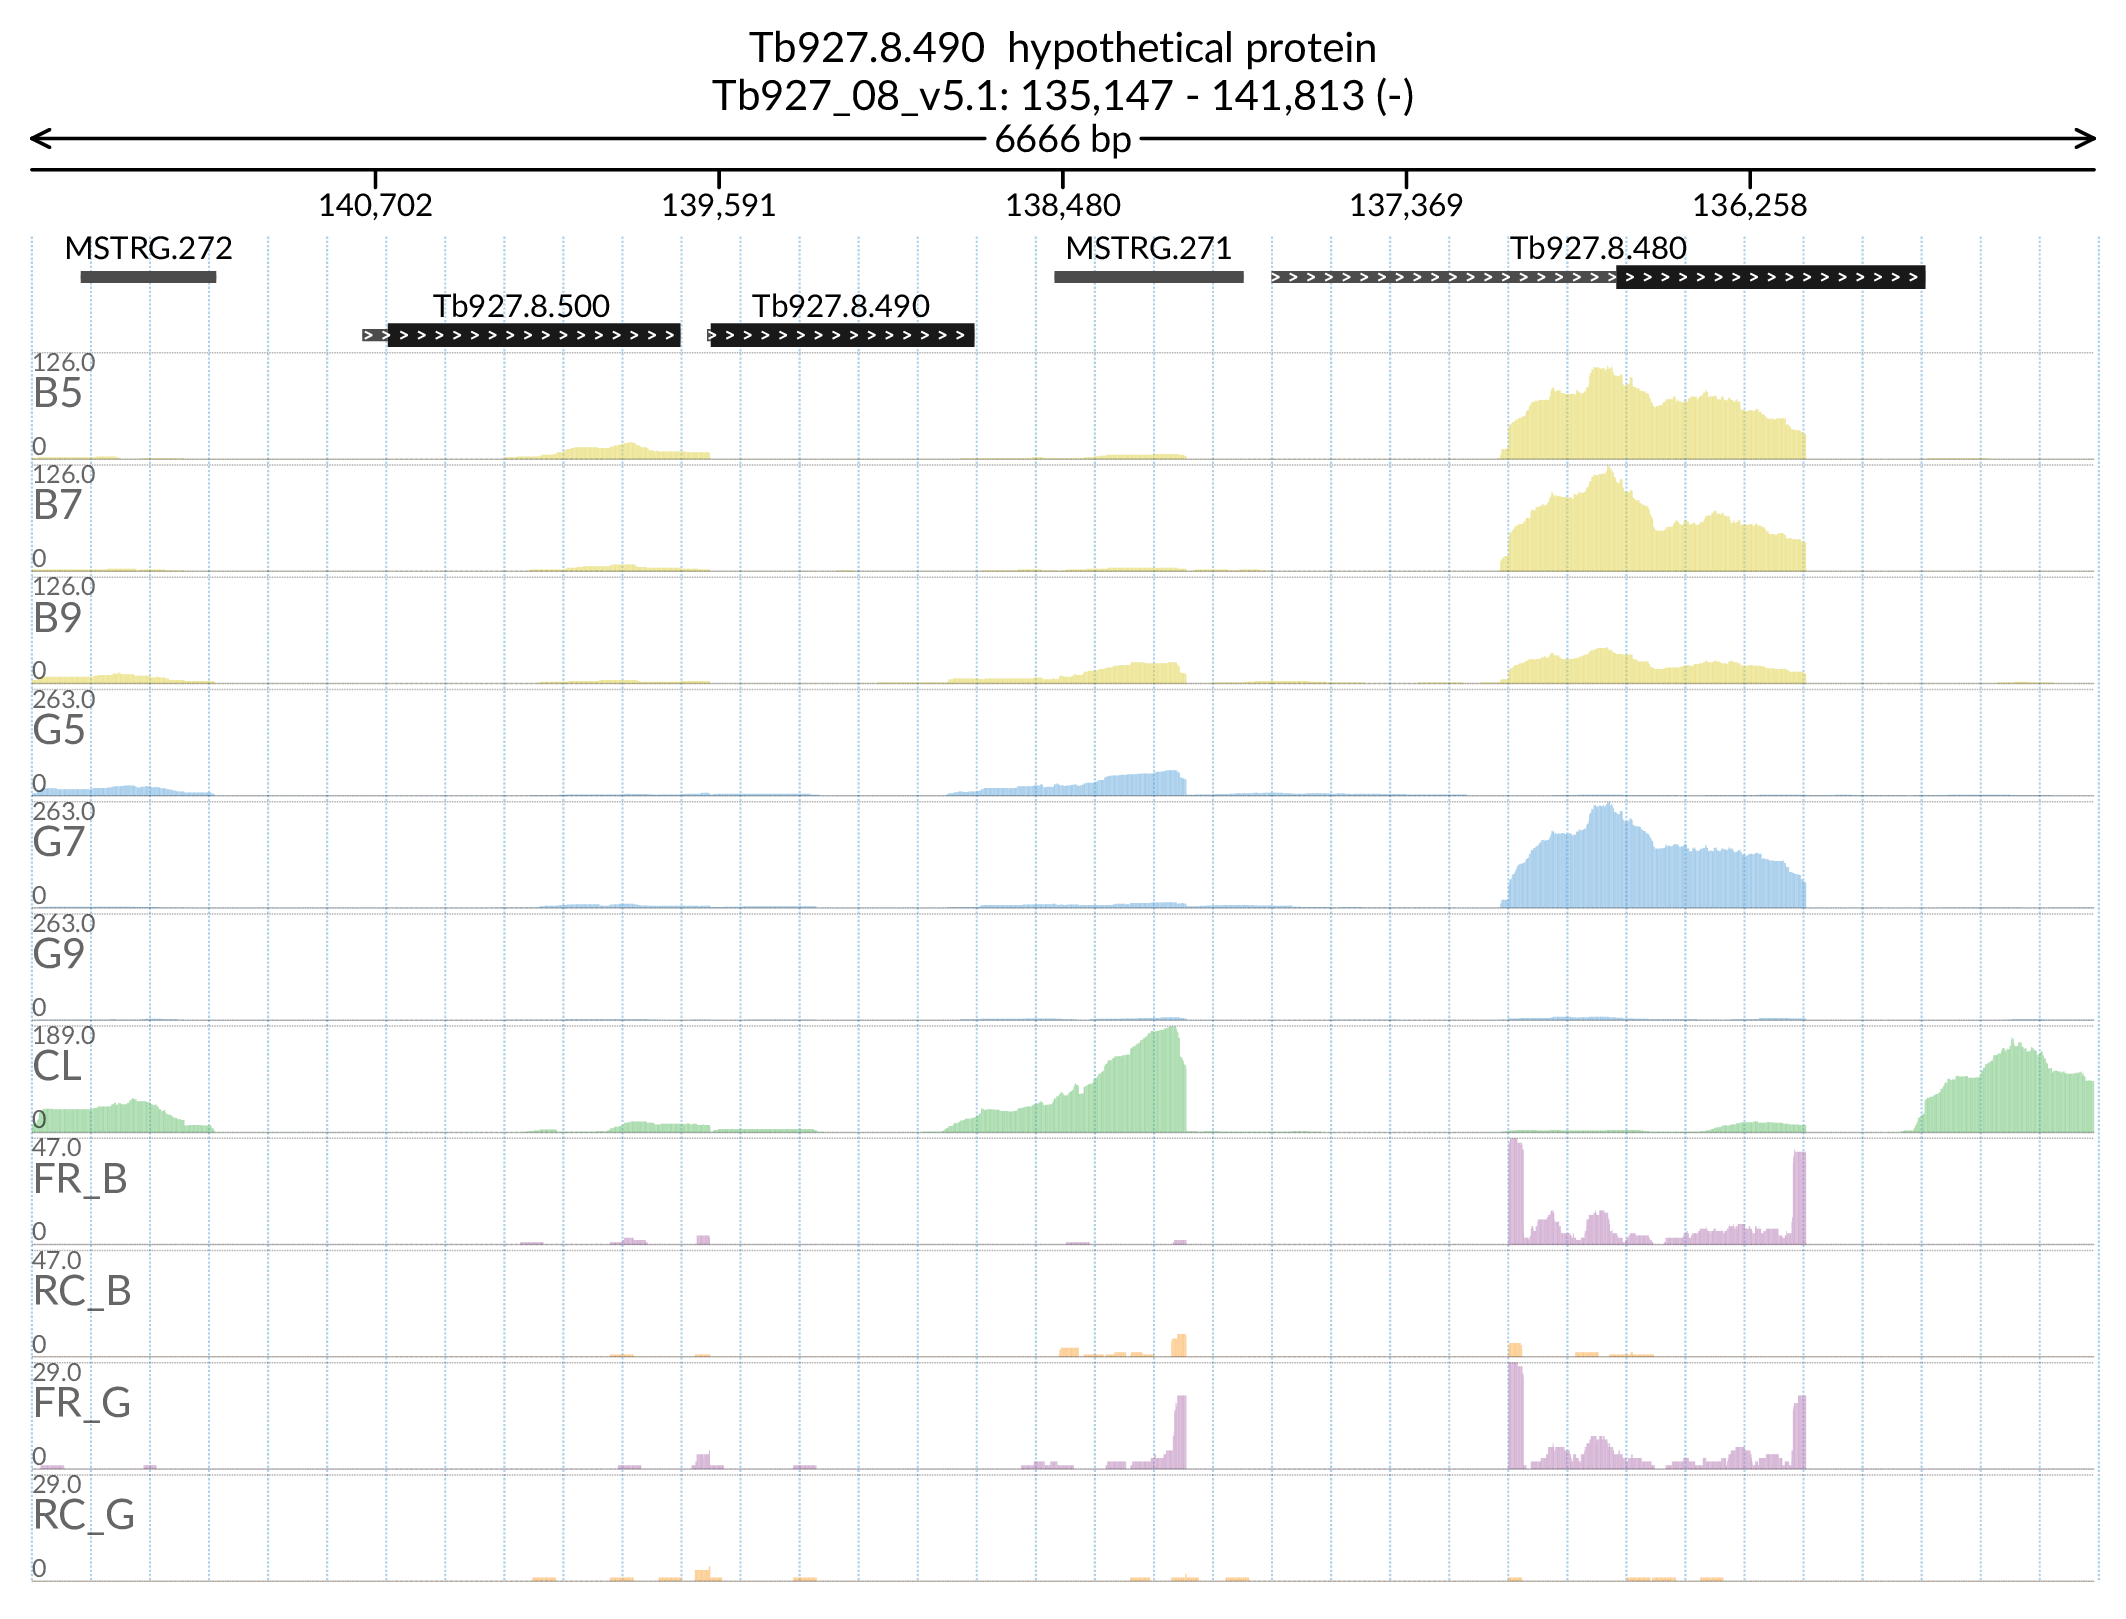 Tb927.8.490 hypothetical protein
Tb927_08_v5.1: 135,147 - 141,813 (-)
6666 bp
140,702 139,591 138,480 137,369 136,258
MSTRG.272 MSTRG.271 Tb927.8.480
Tb927.8.500 Tb927.8.490
126.0
B5
0
126.0
B7
0
126.0
B9
0
263.0
G5
0
263.0
G7
0
263.0
G9
0
189.0
CL
0
47.0
FR_B
0
47.0
RC_B
0
29.0
FR_G
0
29.0
RC_G
0